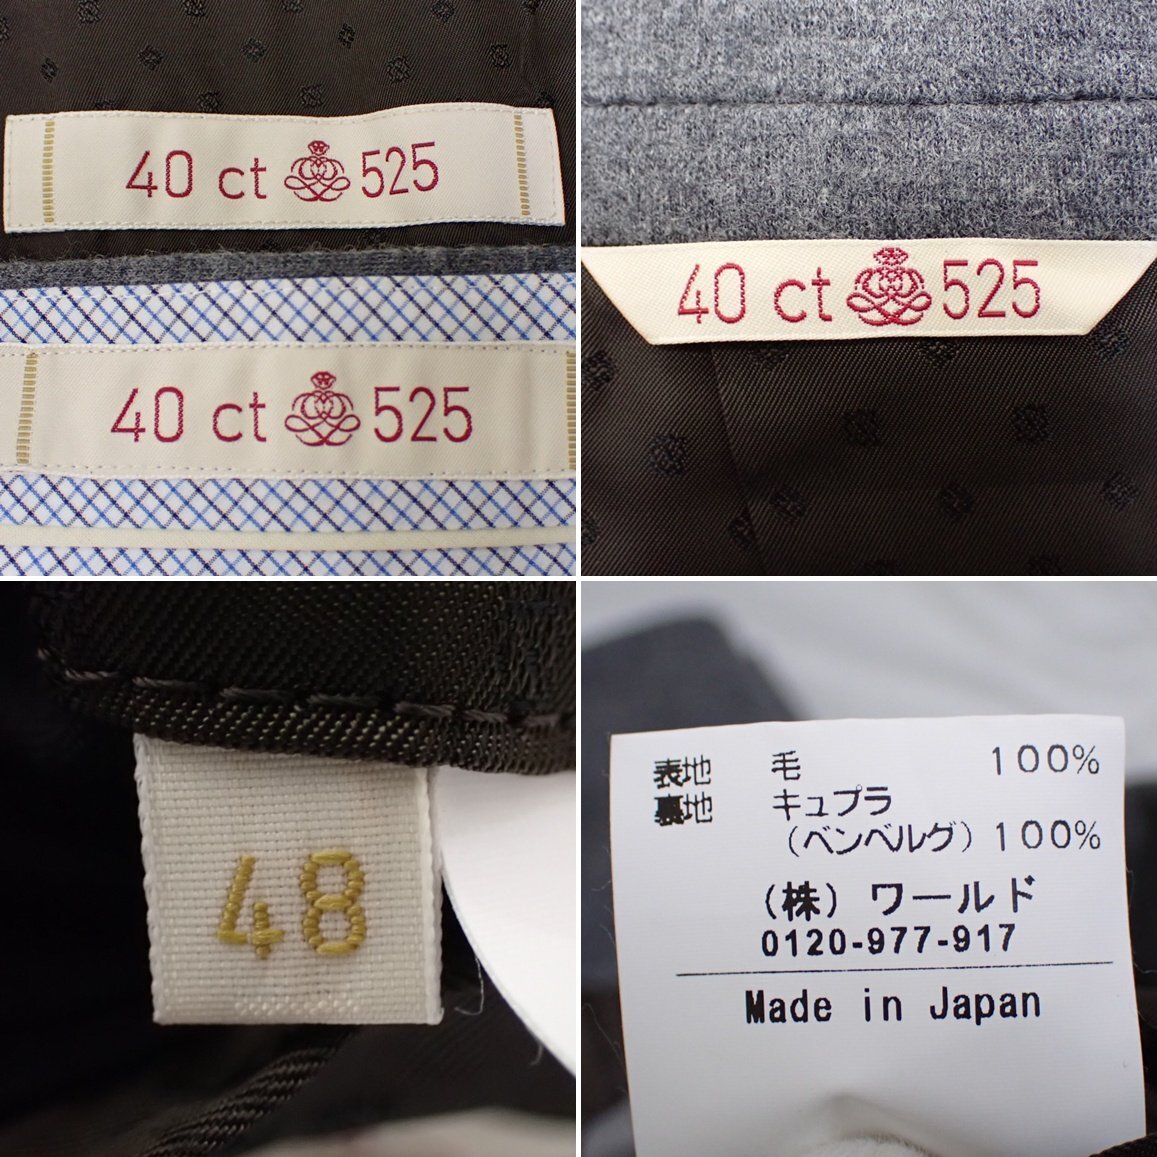 40 ct 525
40 ct 525
40 ct 525
48
表地 毛 100%
裏地 キュプラ
(ベンベルグ) 100%
(株) ワールド
0120-977-917
Made in Japan